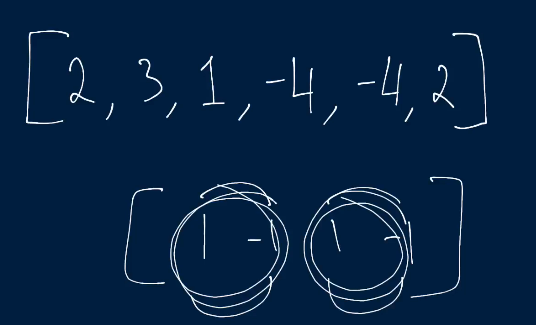 [2, 3, 1, -4, -4, 2]
[1 -1 1 -1]